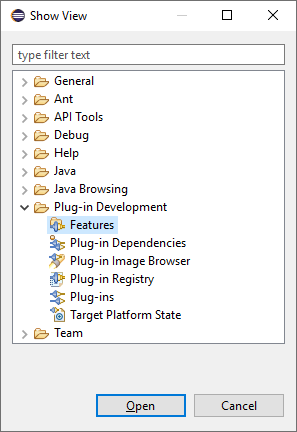 Show View
type filter text
General
Ant
API Tools
Debug
Help
Java
Java Browsing
Plug-in Development
Features
Plug-in Dependencies
Plug-in Image Browser
Plug-in Registry
Plug-ins
Target Platform State
Team
Open Cancel